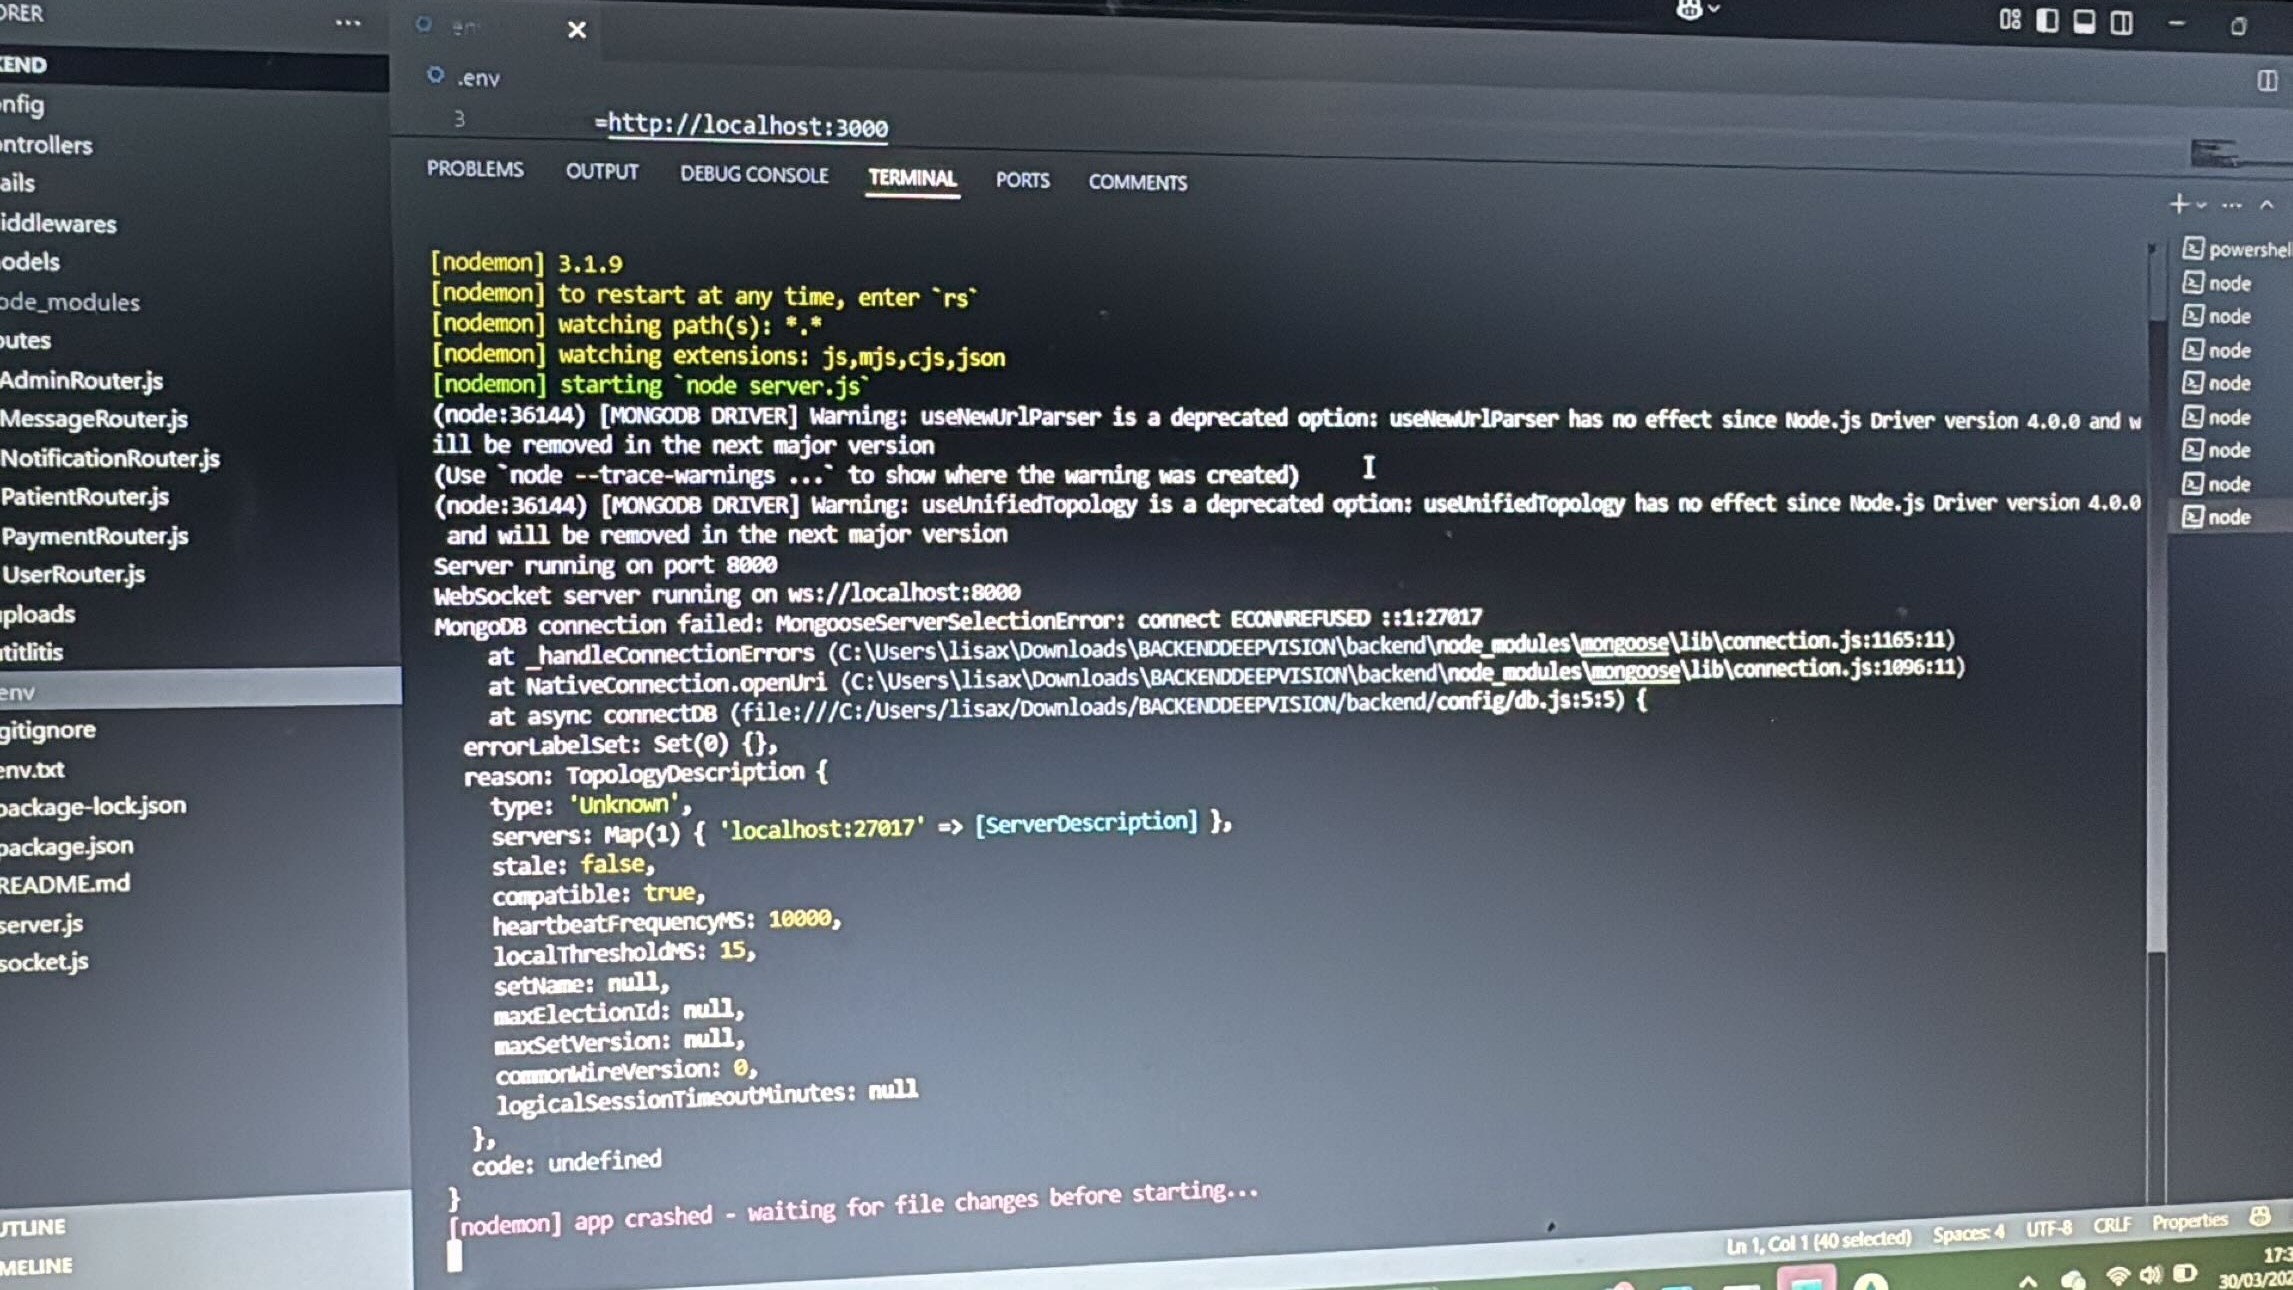 ...
.env
3 =http://localhost:3000
PROBLEMS OUTPUT DEBUG CONSOLE TERMINAL PORTS COMMENTS
[nodemon] 3.1.9
[nodemon] to restart at any time, enter `rs`
[nodemon] watching path(s): *.*
[nodemon] watching extensions: js,mjs,cjs,json
[nodemon] starting `node server.js`
(node:36144) [MONGODB DRIVER] Warning: useNewUrlParser is a deprecated option: useNewUrlParser has no effect since Node.js Driver version 4.0.0 and w
ill be removed in the next major version
(Use `node --trace-warnings ...` to show where the warning was created)
(node:36144) [MONGODB DRIVER] Warning: useUnifiedTopology is a deprecated option: useUnifiedTopology has no effect since Node.js Driver version 4.0.0
and will be removed in the next major version
Server running on port 8000
WebSocket server running on ws://localhost:8000
MongoDB connection failed: MongooseServerSelectionError: connect ECONNREFUSED ::1:27017
at _handleConnectionErrors (C:\Users\lisax\Downloads\BACKENDDEEPVISION\backend\node_modules\mongoose\lib\connection.js:1165:11)
at NativeConnection.openUri (C:\Users\lisax\Downloads\BACKENDDEEPVISION\backend\node_modules\mongoose\lib\connection.js:1096:11)
at async connectDB (file:///C:/Users/lisax/Downloads/BACKENDDEEPVISION/backend/config/db.js:5:5) {
errorLabelSet: Set(0) {},
reason: TopologyDescription {
type: 'Unknown',
servers: Map(1) { 'localhost:27017' => [ServerDescription] },
stale: false,
compatible: true,
heartbeatFrequencyMS: 10000,
localThresholdMS: 15,
setName: null,
maxElectionId: null,
maxSetVersion: null,
commonWireVersion: 0,
logicalSessionTimeoutMinutes: null
},
code: undefined
}
[nodemon] app crashed - waiting for file changes before starting...
ORER
KEND
nfig
ontrollers
ails
iddlewares
odels
ode_modules
outes
AdminRouter.js
MessageRouter.js
NotificationRouter.js
PatientRouter.js
PaymentRouter.js
UserRouter.js
uploads
utitlitis
env
gitignore
env.txt
package-lock.json
package.json
README.md
server.js
socket.js
UTLINE
MELINE
powershel
node
node
node
node
node
node
node
node
Ln 1, Col 1 (40 selected) Spaces: 4 UTF-8 CRLF Properties
17:3
30/03/202